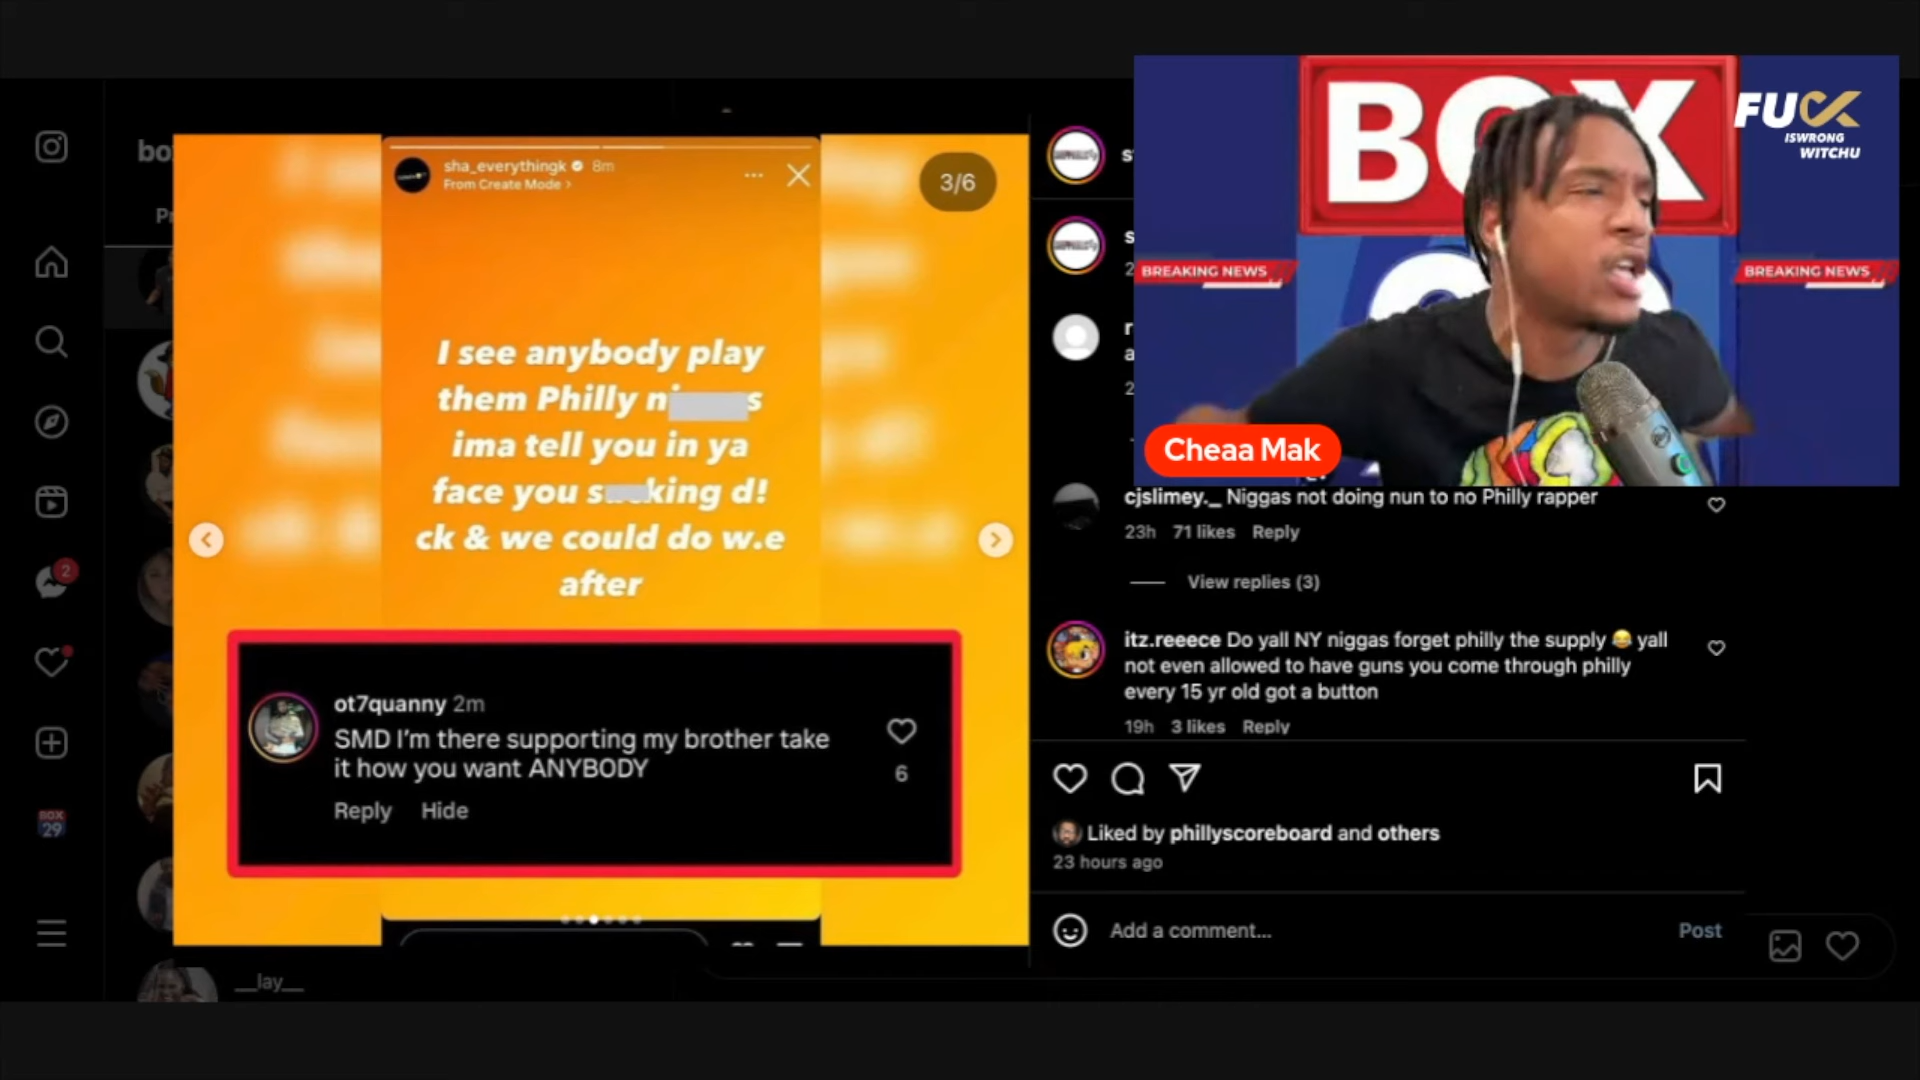 bo
sha_everythingk 8m
From Create Mode >
3/6
I see anybody play
them Philly n s
ima tell you in ya
face you s king d!
ck & we could do w.e
after
ot7quanny 2m
SMD I'm there supporting my brother take
it how you want ANYBODY
6
Reply Hide
__lay__
2
BOX
29
BOX
FUCK
ISWRONG
WITCHU
BREAKING NEWS
BREAKING NEWS
Cheaa Mak
cjslimey._ Niggas not doing nun to no Philly rapper
23h 71 likes Reply
View replies (3)
itz.reeece Do yall NY niggas forget philly the supply 😂 yall
not even allowed to have guns you come through philly
every 15 yr old got a button
19h 3 likes Reply
Liked by phillyscoreboard and others
23 hours ago
Add a comment...
Post